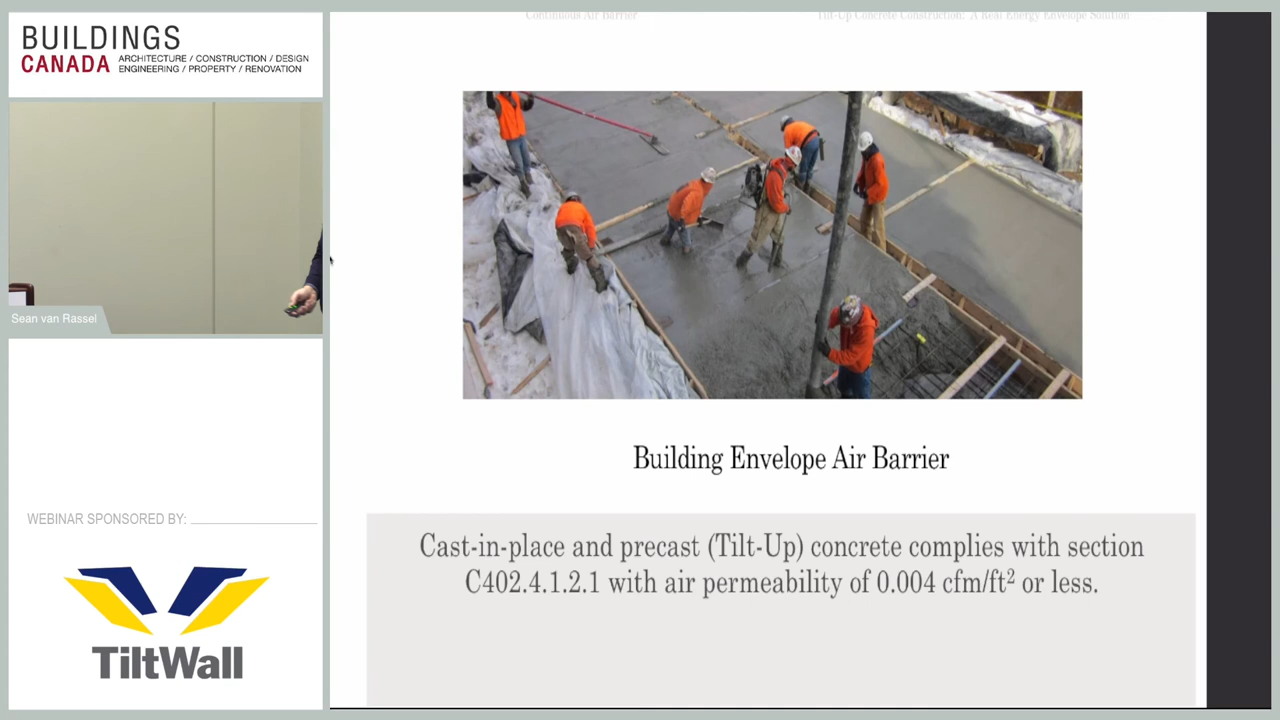 BUILDINGS
CANADA
ARCHITECTURE / CONSTRUCTION / DESIGN
ENGINEERING / PROPERTY / RENOVATION
Sean van Rassel
WEBINAR SPONSORED BY:
TiltWall
Continuous Air Barrier
Tilt-Up Concrete Construction: A Real Energy Envelope Solution
Building Envelope Air Barrier
Cast-in-place and precast (Tilt-Up) concrete complies with section
C402.4.1.2.1 with air permeability of 0.004 cfm/ft² or less.